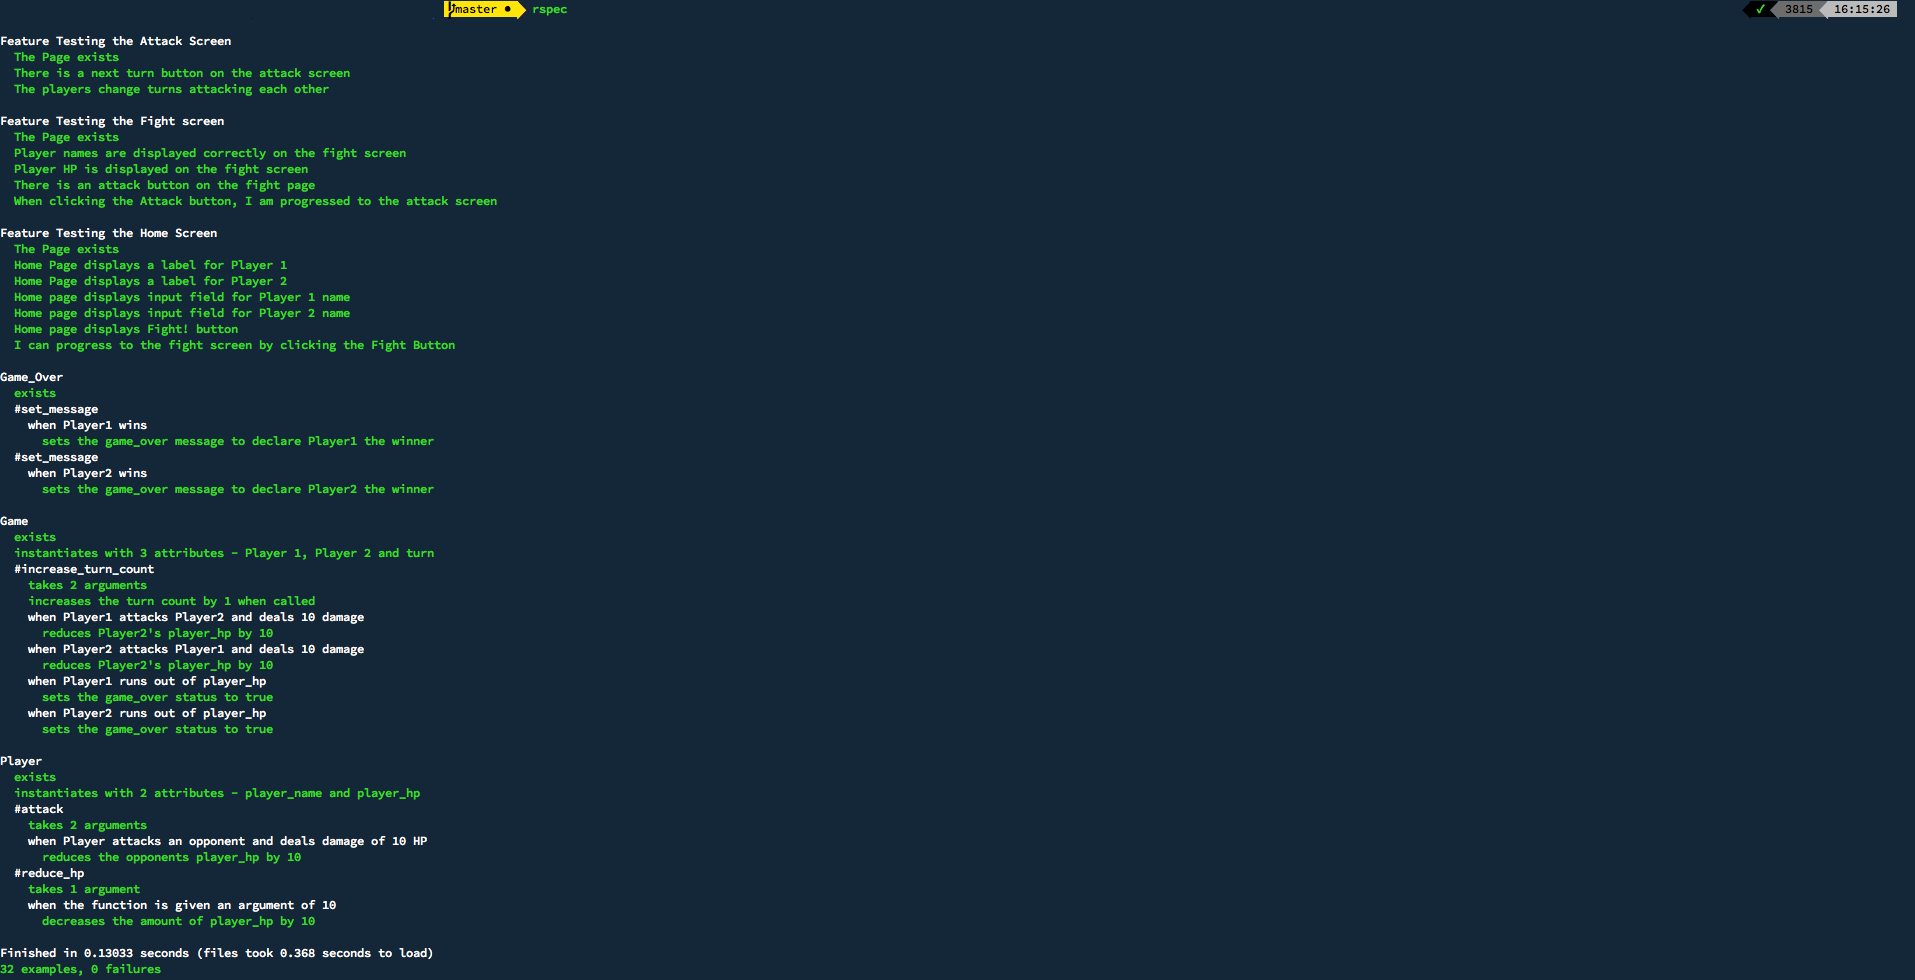 master ● rspec ✓ 3815 16:15:26
Feature Testing the Attack Screen
The Page exists
There is a next turn button on the attack screen
The players change turns attacking each other
Feature Testing the Fight screen
The Page exists
Player names are displayed correctly on the fight screen
Player HP is displayed on the fight screen
There is an attack button on the fight page
When clicking the Attack button, I am progressed to the attack screen
Feature Testing the Home Screen
The Page exists
Home Page displays a label for Player 1
Home Page displays a label for Player 2
Home page displays input field for Player 1 name
Home page displays input field for Player 2 name
Home page displays Fight! button
I can progress to the fight screen by clicking the Fight Button
Game_Over
exists
#set_message
when Player1 wins
sets the game_over message to declare Player1 the winner
#set_message
when Player2 wins
sets the game_over message to declare Player2 the winner
Game
exists
instantiates with 3 attributes - Player 1, Player 2 and turn
#increase_turn_count
takes 2 arguments
increases the turn count by 1 when called
when Player1 attacks Player2 and deals 10 damage
reduces Player2's player_hp by 10
when Player2 attacks Player1 and deals 10 damage
reduces Player2's player_hp by 10
when Player1 runs out of player_hp
sets the game_over status to true
when Player2 runs out of player_hp
sets the game_over status to true
Player
exists
instantiates with 2 attributes - player_name and player_hp
#attack
takes 2 arguments
when Player attacks an opponent and deals damage of 10 HP
reduces the opponents player_hp by 10
#reduce_hp
takes 1 argument
when the function is given an argument of 10
decreases the amount of player_hp by 10
Finished in 0.13033 seconds (files took 0.368 seconds to load)
32 examples, 0 failures